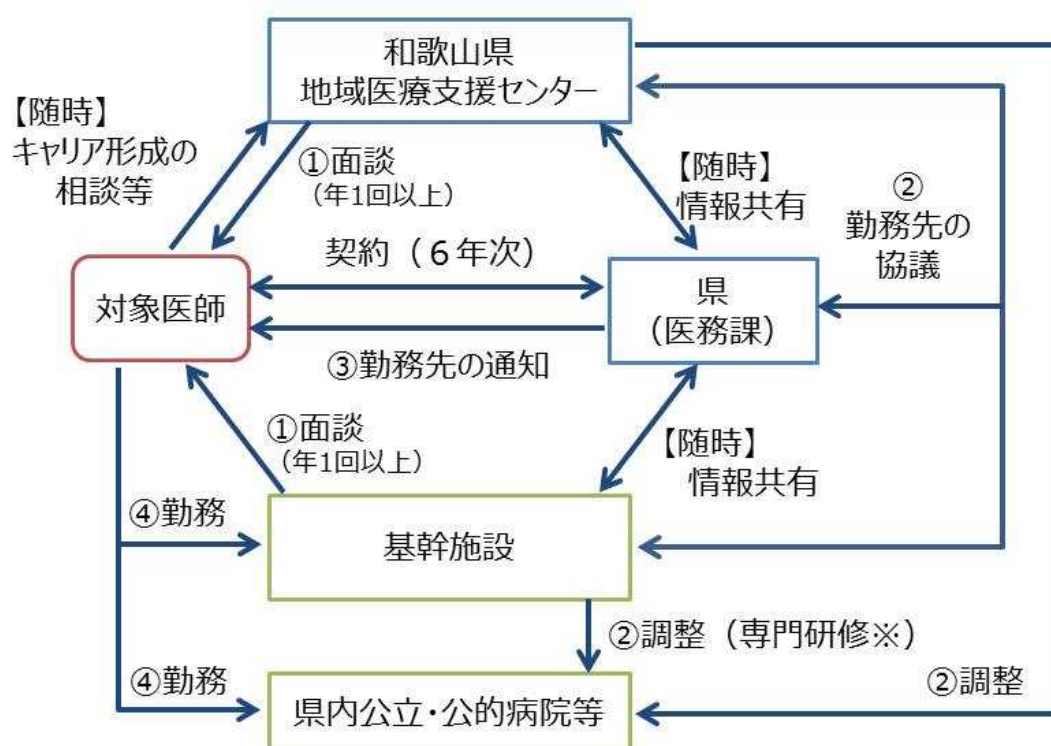 和歌山県
地域医療支援センター
【随時】
キャリア形成の
相談等
①面談
（年1回以上）
【随時】
情報共有
②
勤務先の
協議
契約（６年次）
対象医師
県
（医務課）
③勤務先の通知
①面談
（年1回以上）
【随時】
情報共有
④勤務
基幹施設
②調整（専門研修※）
④勤務
県内公立・公的病院等
②調整